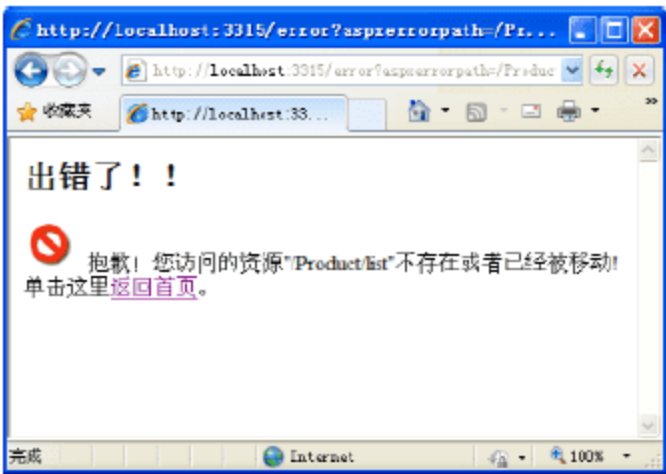 http://localhost:3315/error?aspxerrorpath=/Pr...
http://localhost:3315/error?aspxerrorpath=/Produc
收藏夹
http://localhost:33...
出错了！！
抱歉！您访问的资源"/Product/list"不存在或者已经被移动!
单击这里返回首页。
完成
Internet
100%